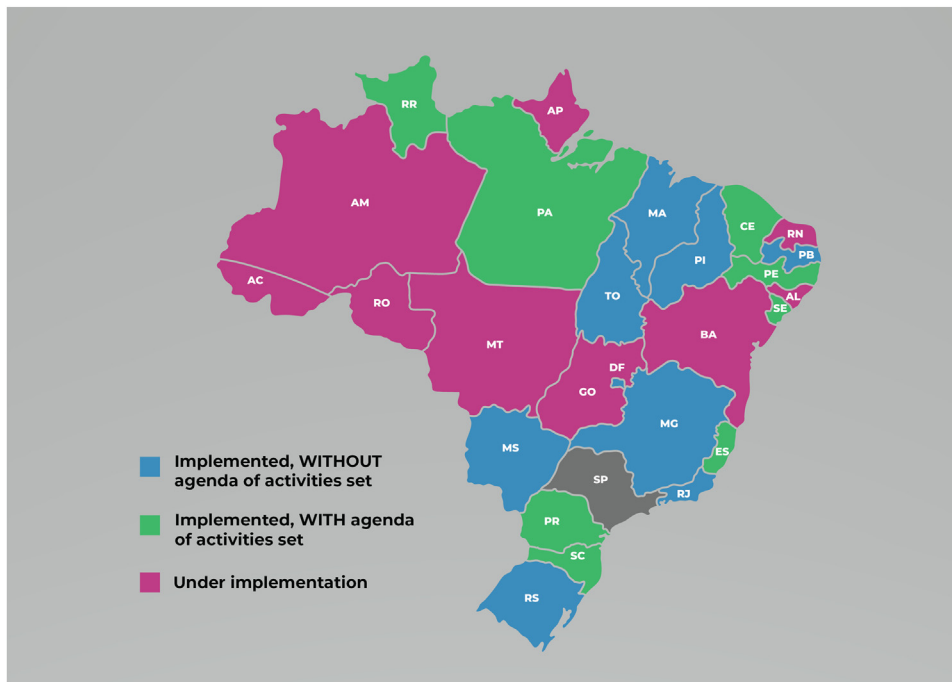 RR
AP
AM
PA
MA
CE
RN
PI
PB
PE
AC
TO
AL
SE
RO
BA
MT
DF
GO
MG
MS
ES
SP
RJ
PR
SC
RS
Implemented, WITHOUT
agenda of activities set
Implemented, WITH agenda
of activities set
Under implementation